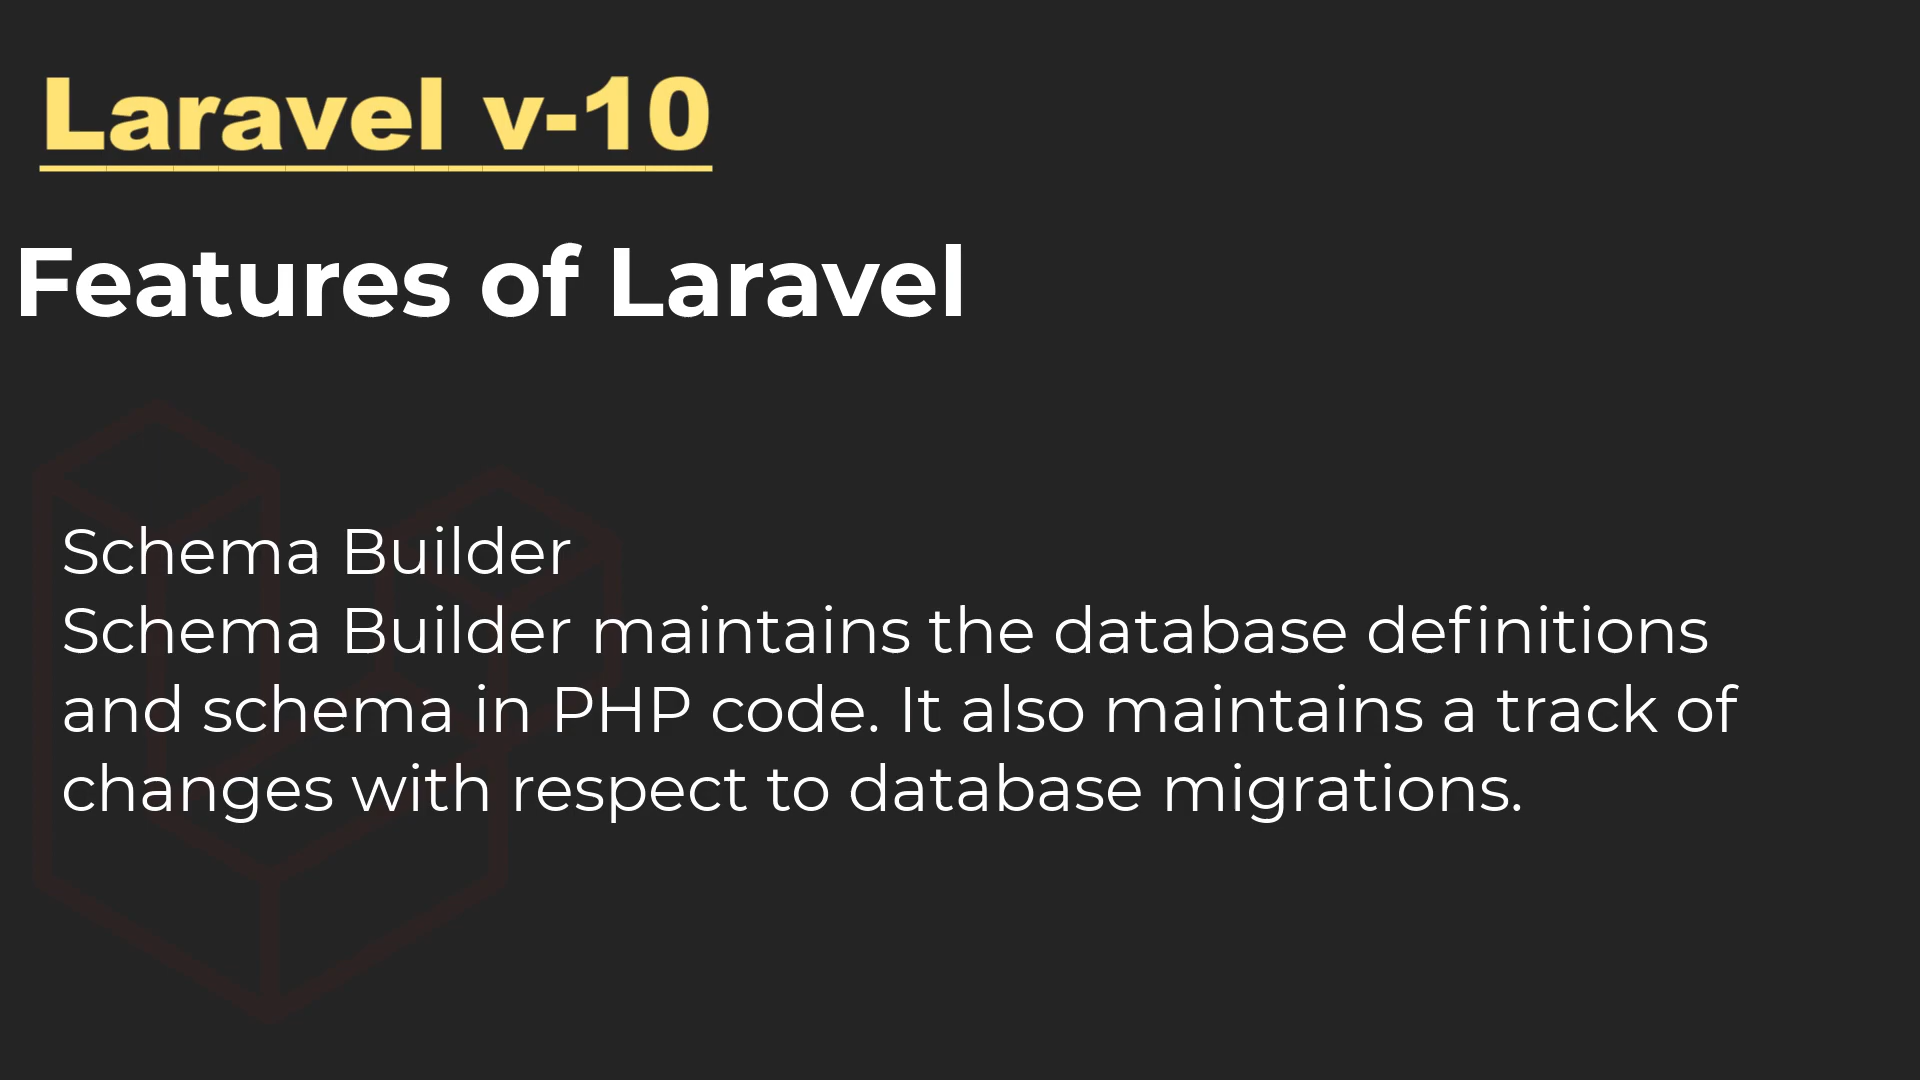 Laravel v-10
Features of Laravel
Schema Builder
Schema Builder maintains the database definitions
and schema in PHP code. It also maintains a track of
changes with respect to database migrations.